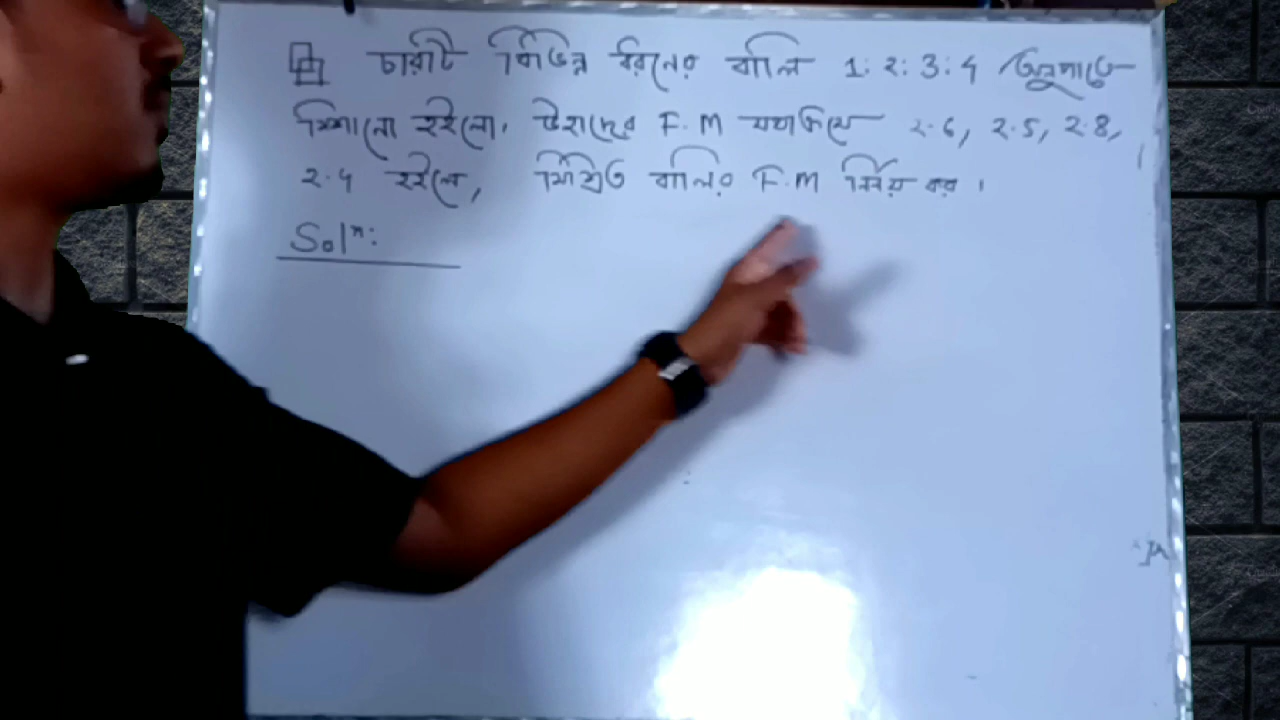 চারটি বিভিন্ন ধরনের বালি 1:2:3:4 অনুপাতে
মিশানো হইলো। উহাদের F.M যথাক্রমে 2.6, 2.5, 2.8,
2.4 হইলে, মিশ্রিত বালির F.M নির্ণয় কর।
Solⁿ: